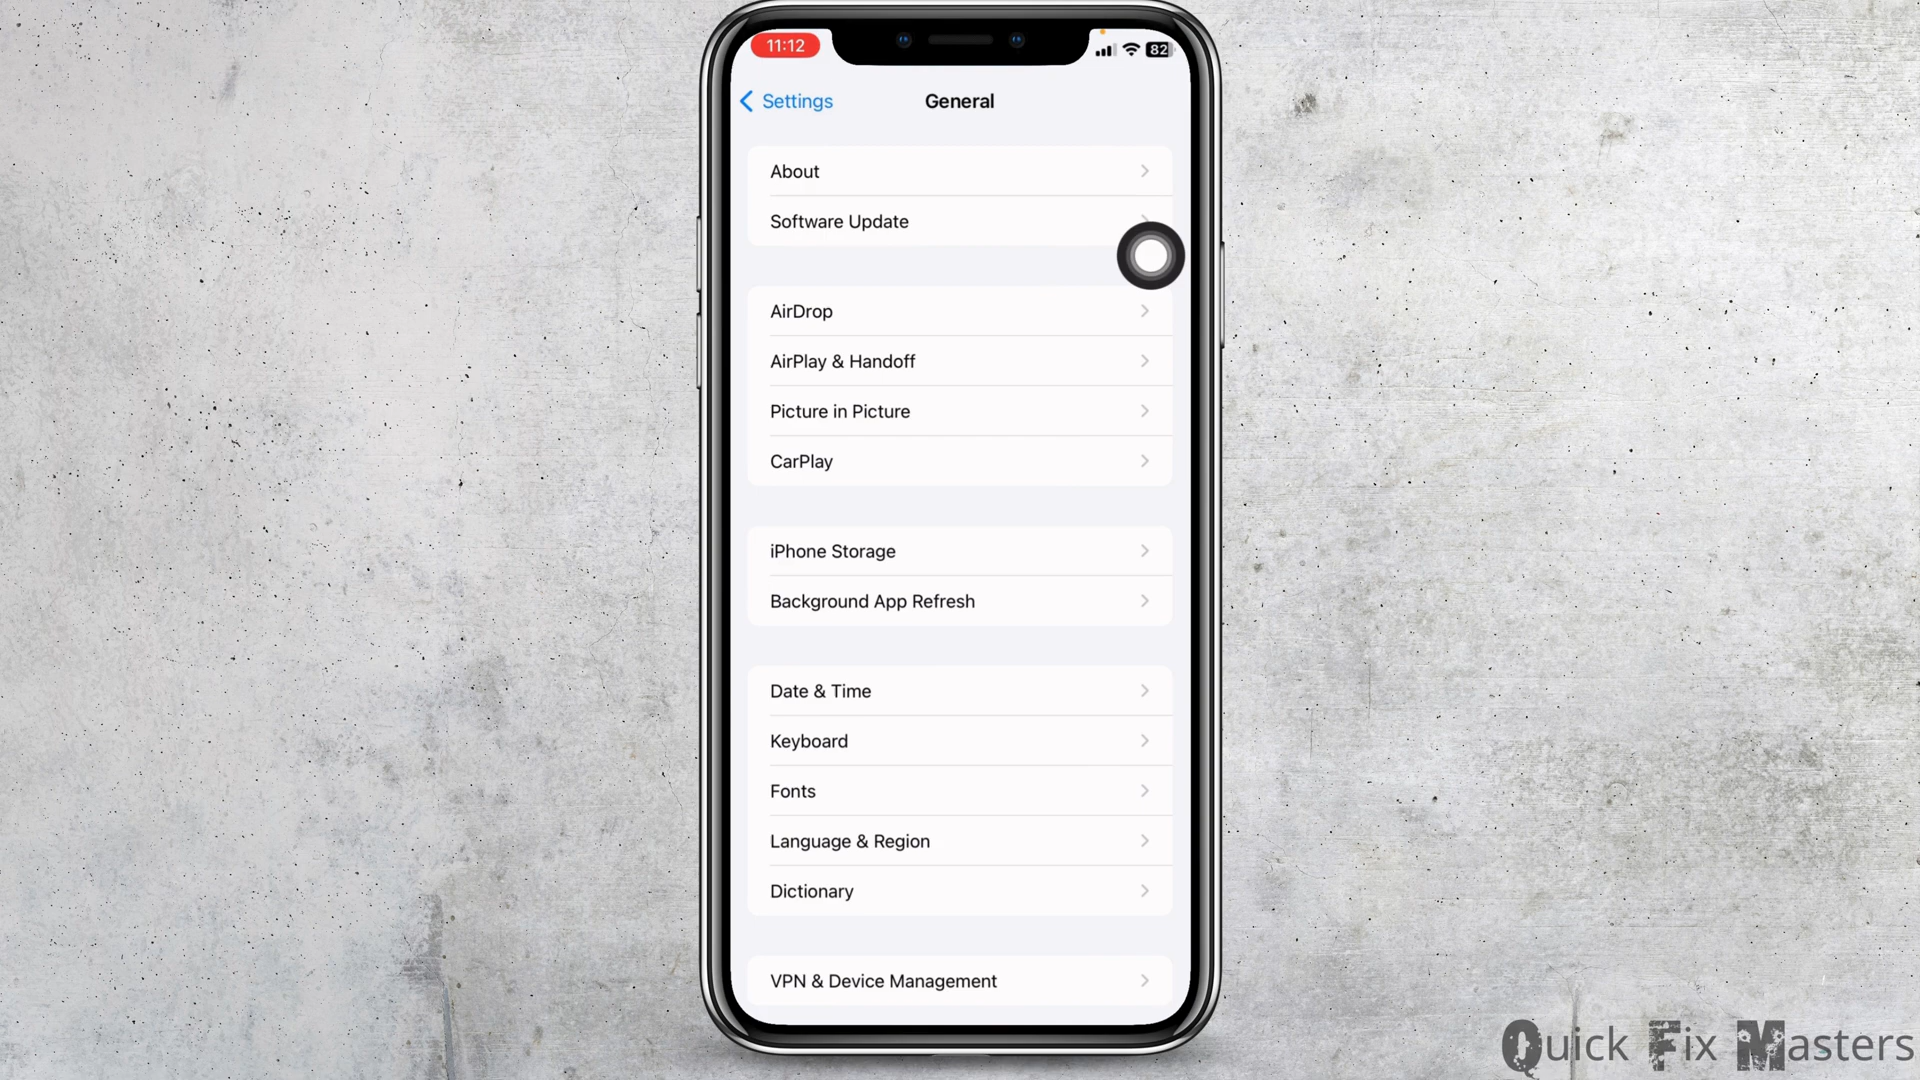 11:12
82
Settings
General
About
Software Update
AirDrop
AirPlay & Handoff
Picture in Picture
CarPlay
iPhone Storage
Background App Refresh
Date & Time
Keyboard
Fonts
Language & Region
Dictionary
VPN & Device Management
Quick Fix Masters